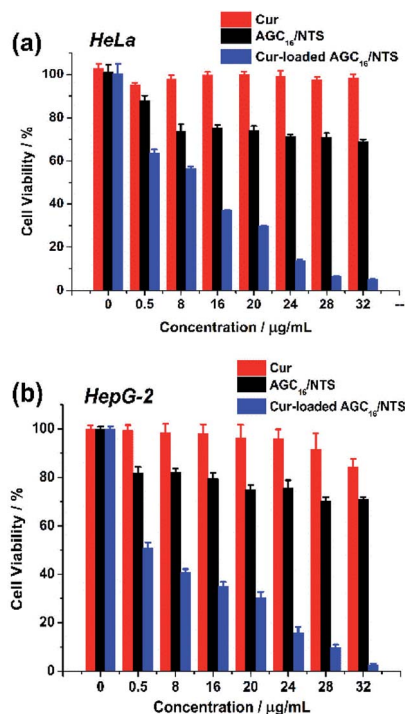 (a)
HeLa
Cur
AGC16/NTS
Cur-loaded AGC16/NTS
Cell Viability / %
120
100
80
60
40
20
0
0 0.5 8 16 20 24 28 32 --
Concentration / μg/mL
(b)
HepG-2
Cur
AGC16/NTS
Cur-loaded AGC16/NTS
Cell Viability / %
120
100
80
60
40
20
0
0 0.5 8 16 20 24 28 32
Concentration / μg/mL